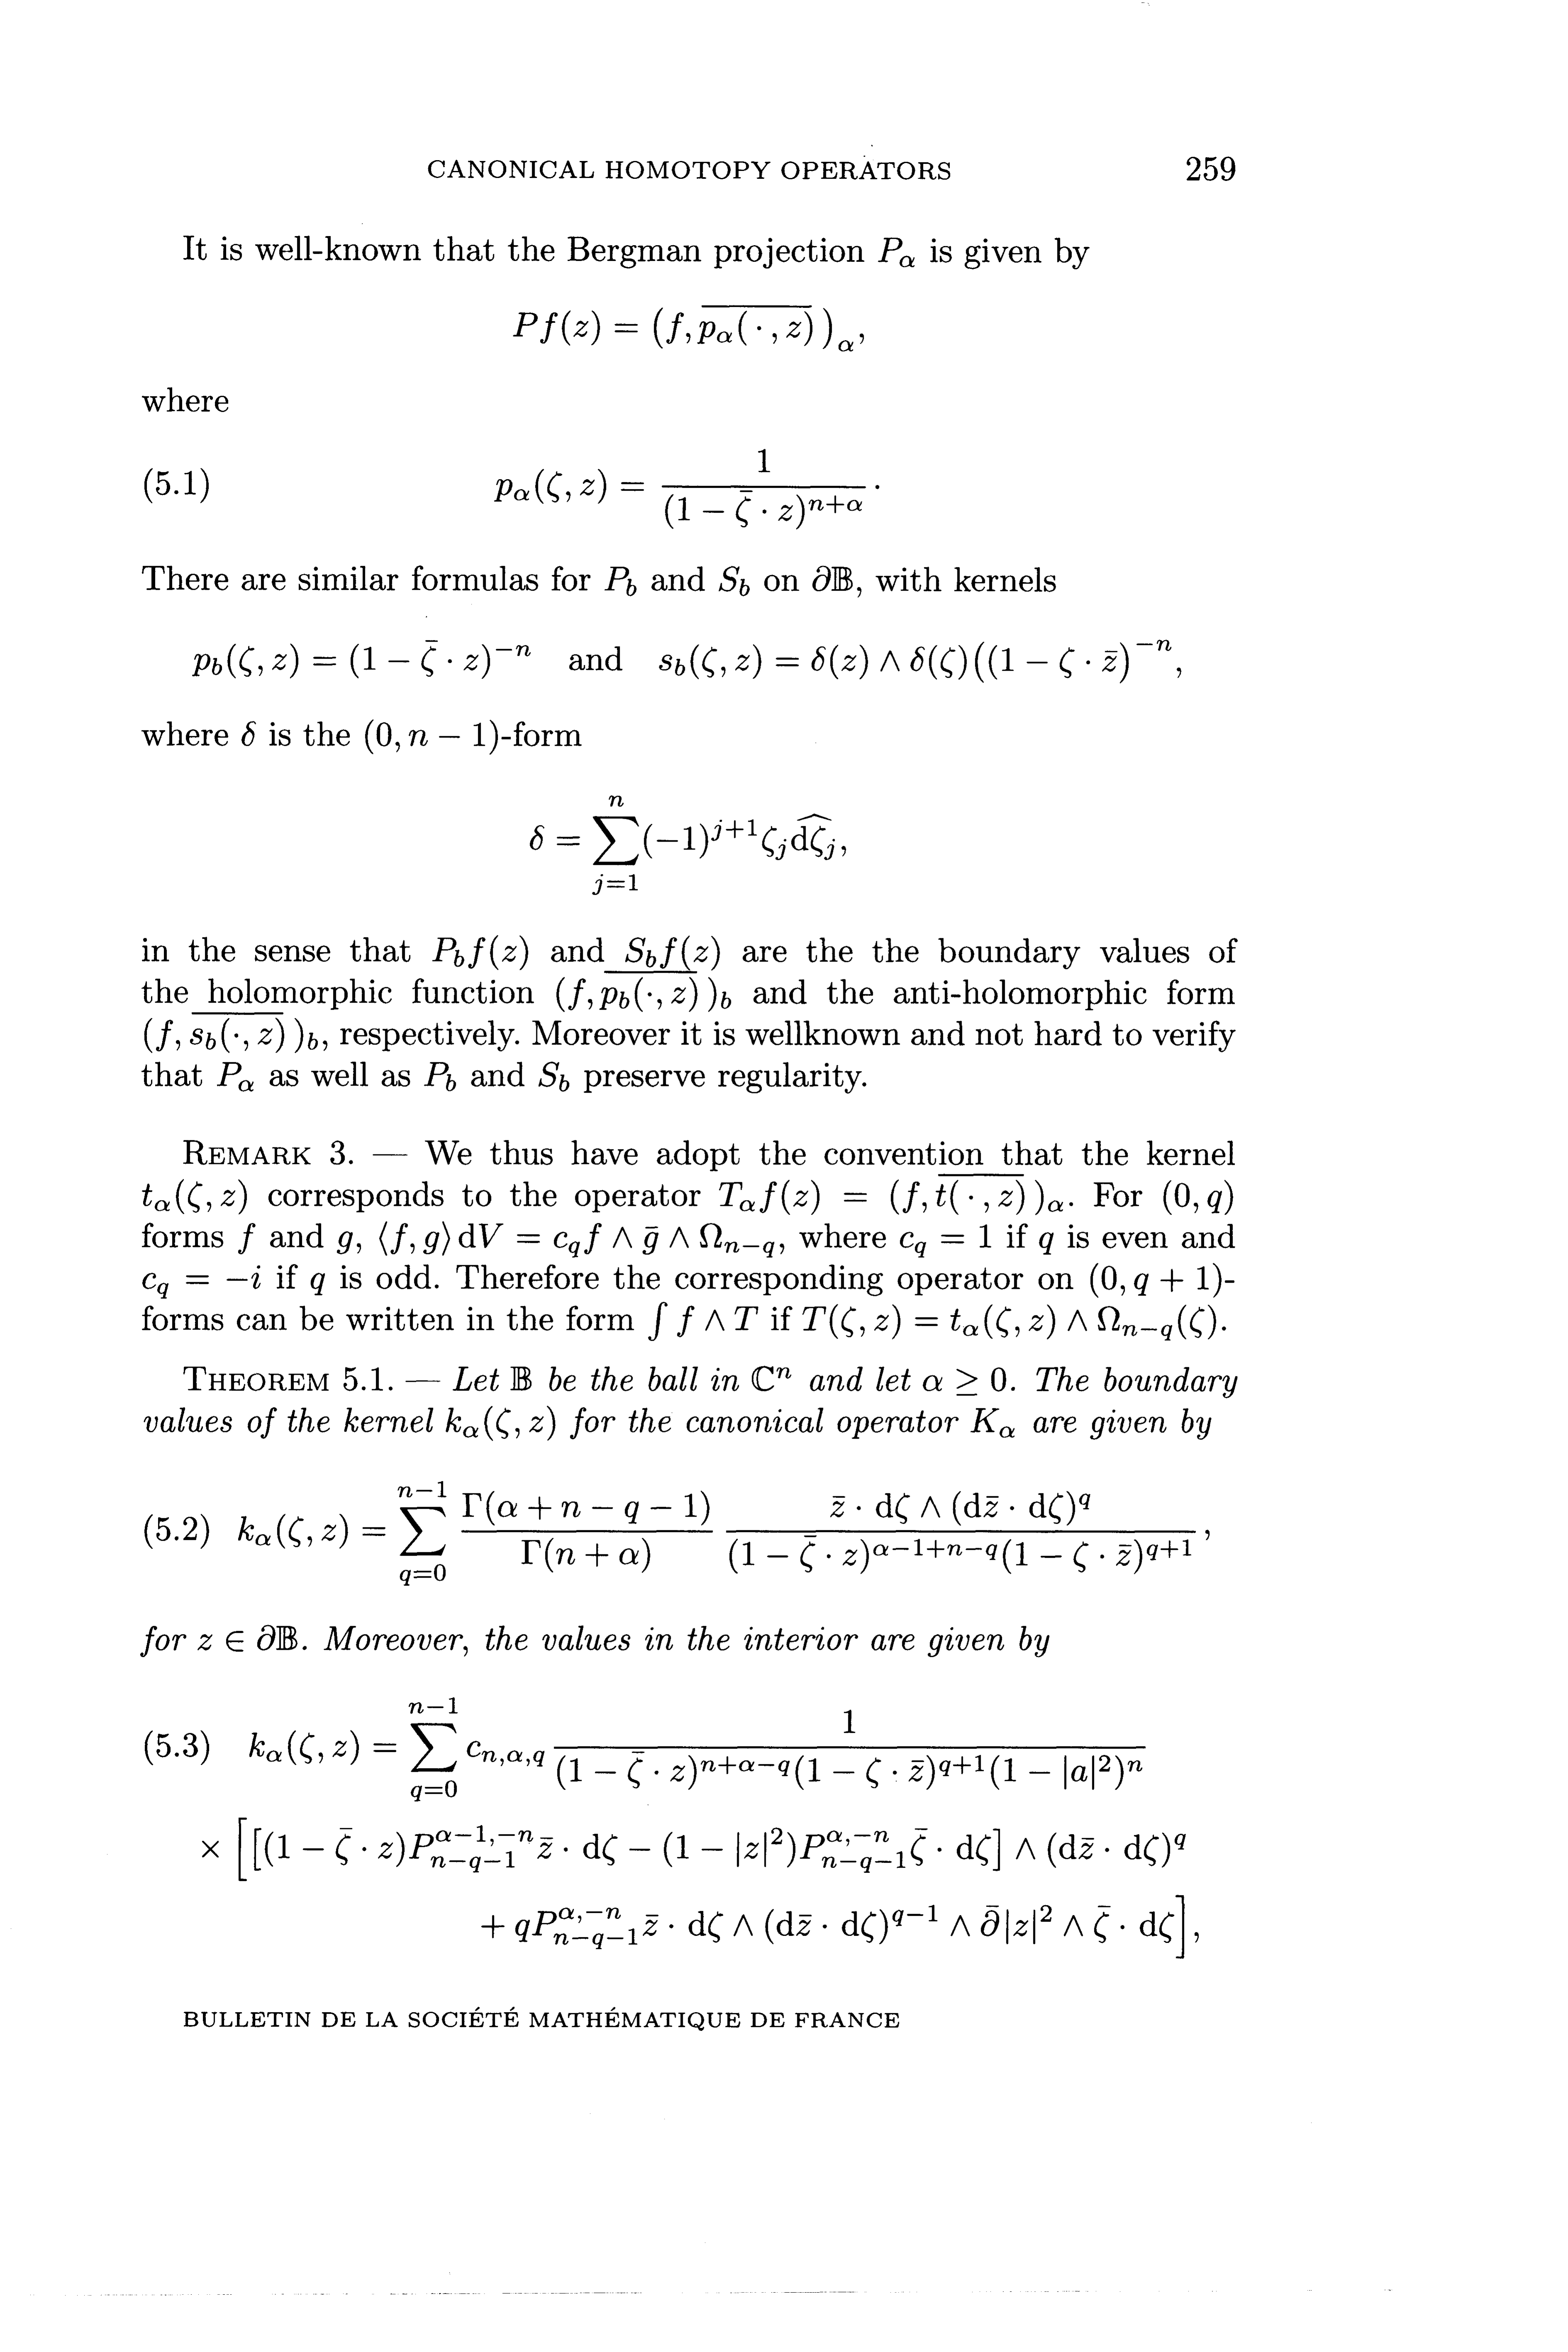 CANONICAL HOMOTOPY OPERATORS 259
It is well-known that the Bergman projection $P_\alpha$ is given by
$$Pf(z) = (f, \overline{p_\alpha(\cdot, z)})_\alpha,$$
where
(5.1) $$p_\alpha(\zeta, z) = \frac{1}{(1 - \bar\zeta \cdot z)^{n+\alpha}}.$$
There are similar formulas for $P_b$ and $S_b$ on $\partial\mathbb{B}$, with kernels
$$p_b(\zeta, z) = (1 - \bar\zeta \cdot z)^{-n} \quad \text{and} \quad s_b(\zeta, z) = \delta(z) \wedge \delta(\zeta)((1 - \zeta \cdot \bar z)^{-n},$$
where $\delta$ is the $(0, n - 1)$-form
$$\delta = \sum_{j=1}^{n} (-1)^{j+1} \zeta_j \widehat{\mathrm{d}\zeta_j},$$
in the sense that $P_b f(z)$ and $S_b f(z)$ are the the boundary values of
the holomorphic function $(f, \overline{p_b(\cdot, z)})_b$ and the anti-holomorphic form
$(f, \overline{s_b(\cdot, z)})_b$, respectively. Moreover it is wellknown and not hard to verify
that $P_\alpha$ as well as $P_b$ and $S_b$ preserve regularity.
REMARK 3. — We thus have adopt the convention that the kernel
$t_\alpha(\zeta, z)$ corresponds to the operator $T_\alpha f(z) = (f, \overline{t(\cdot, z)})_\alpha$. For $(0, q)$
forms $f$ and $g$, $\langle f, g \rangle \, \mathrm{d}V = c_q f \wedge \bar g \wedge \Omega_{n-q}$, where $c_q = 1$ if $q$ is even and
$c_q = -i$ if $q$ is odd. Therefore the corresponding operator on $(0, q + 1)$-
forms can be written in the form $\int f \wedge T$ if $T(\zeta, z) = t_\alpha(\zeta, z) \wedge \Omega_{n-q}(\zeta)$.
THEOREM 5.1. — Let $\mathbb{B}$ be the ball in $\mathbb{C}^n$ and let $\alpha \geq 0$. The boundary
values of the kernel $k_\alpha(\zeta, z)$ for the canonical operator $K_\alpha$ are given by
(5.2) $$k_\alpha(\zeta, z) = \sum_{q=0}^{n-1} \frac{\Gamma(\alpha + n - q - 1)}{\Gamma(n + \alpha)} \frac{\bar z \cdot \mathrm{d}\zeta \wedge (\mathrm{d}\bar z \cdot \mathrm{d}\zeta)^q}{(1 - \bar\zeta \cdot z)^{\alpha-1+n-q}(1 - \zeta \cdot \bar z)^{q+1}},$$
for $z \in \partial\mathbb{B}$. Moreover, the values in the interior are given by
(5.3) $$k_\alpha(\zeta, z) = \sum_{q=0}^{n-1} c_{n,\alpha,q} \frac{1}{(1 - \bar\zeta \cdot z)^{n+\alpha-q}(1 - \zeta \cdot \bar z)^{q+1}(1 - |a|^2)^n}$$
$$\times \Big[ [(1 - \bar\zeta \cdot z) P_{n-q-1}^{\alpha-1,-n} \bar z \cdot \mathrm{d}\zeta - (1 - |z|^2) P_{n-q-1}^{\alpha,-n} \bar\zeta \cdot \mathrm{d}\zeta] \wedge (\mathrm{d}\bar z \cdot \mathrm{d}\zeta)^q$$
$$+ q P_{n-q-1}^{\alpha,-n} \bar z \cdot \mathrm{d}\zeta \wedge (\mathrm{d}\bar z \cdot \mathrm{d}\zeta)^{q-1} \wedge \bar\partial |z|^2 \wedge \bar\zeta \cdot \mathrm{d}\zeta \Big],$$
BULLETIN DE LA SOCIÉTÉ MATHÉMATIQUE DE FRANCE